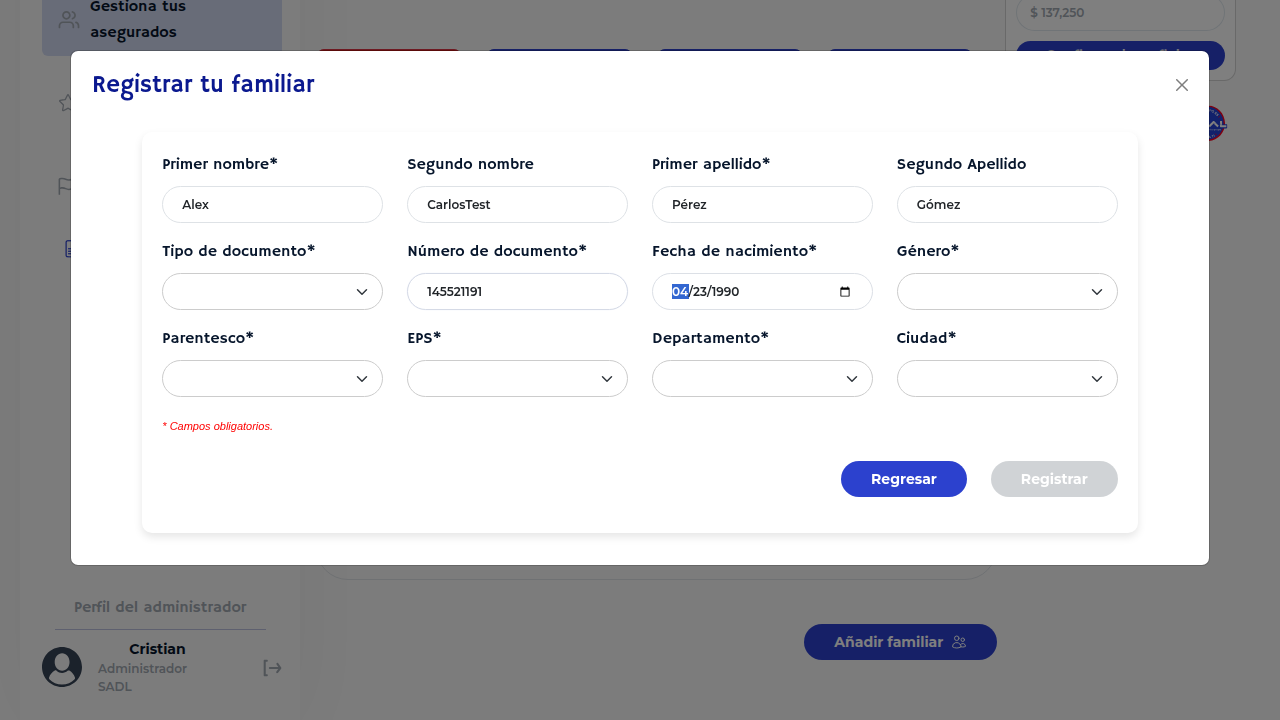 Gestiona tus
asegurados
$ 137,250
Registrar tu familiar
Primer nombre*
Segundo nombre
Primer apellido*
Segundo Apellido
Alex
CarlosTest
Pérez
Gómez
Tipo de documento*
Número de documento*
Fecha de nacimiento*
Género*
145521191
04/23/1990
Parentesco*
EPS*
Departamento*
Ciudad*
* Campos obligatorios.
Regresar
Registrar
Perfil del administrador
Cristian
Administrador
SADL
Añadir familiar